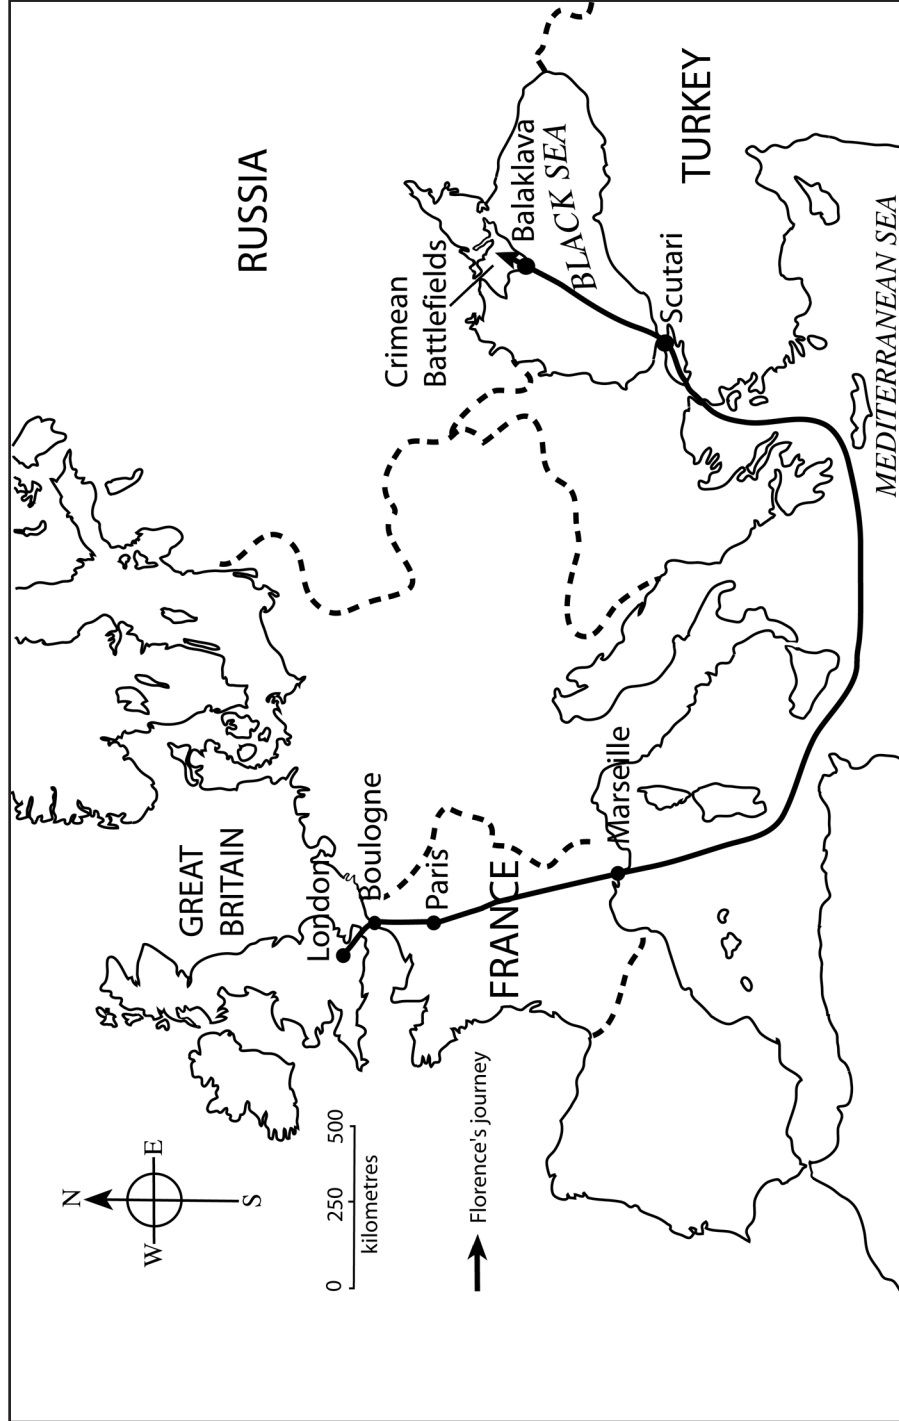 N
W
E
S
0 250 500
kilometres
Florence's journey
GREAT
BRITAIN
London
Boulogne
Paris
FRANCE
Marseille
RUSSIA
Crimean
Battlefields
Balaklava
BLACK SEA
Scutari
TURKEY
MEDITERRANEAN SEA